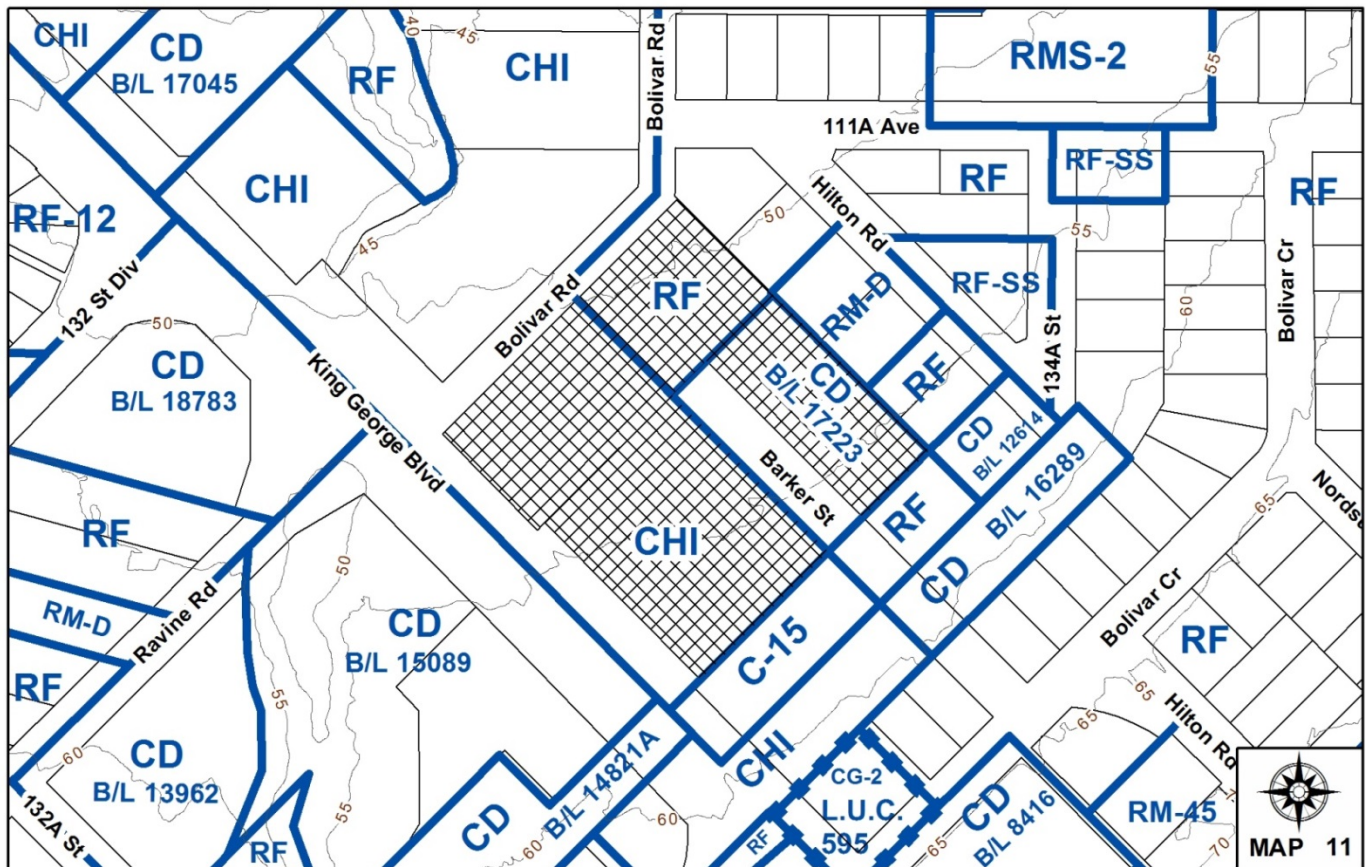 CHI
CD
B/L 17045
RF
40
45
CHI
Bolivar Rd
RMS-2
55
111A Ave
CHI
RF-12
45
50
Hilton Rd
RF
RF-SS
RF
55
132 St Div
50
CD
B/L 18783
Bolivar Rd
RF
RM-D
RF-SS
60
Bolivar Cr
134A St
King George Blvd
CD
B/L 17223
RF
CD
B/L 12614
Barker St
RF
CD
B/L 16289
65
RF
50
CHI
RM-D
Ravine Rd
CD
B/L 15089
C-15
Bolivar Cr
RF
RF
55
65
65
Hilton Rd
60
CD
B/L 13962
CD
B/L 14821A
CHI
CG-2
L.U.C.
595
CD
B/L 8416
RM-45
132A St
RF
55
60
RF
65
70
MAP 11